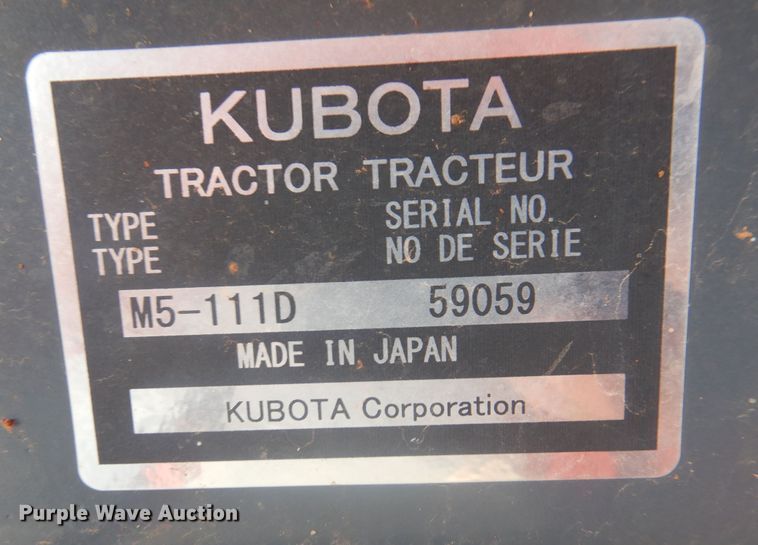 KUBOTA
TRACTOR TRACTEUR
TYPE SERIAL NO.
TYPE NO DE SERIE
M5-111D 59059
MADE IN JAPAN
KUBOTA Corporation
Purple Wave Auction